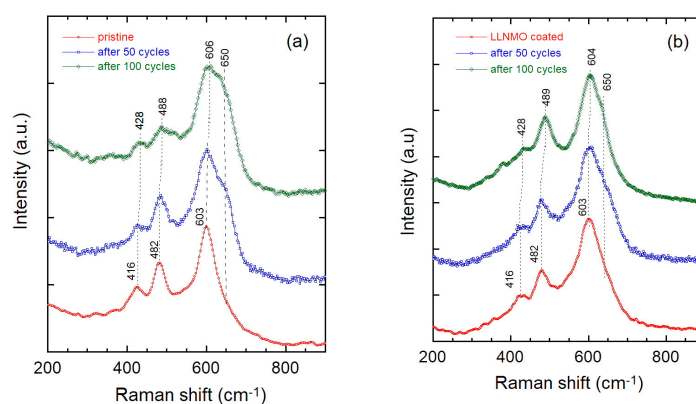 (a)
pristine
after 50 cycles
after 100 cycles
606
650
428
488
603
416
482
Intensity (a.u.)
200
400
600
800
Raman shift (cm-1)
(b)
LLNMO coated
after 50 cycles
after 100 cycles
604
650
489
428
603
416
482
Intensity (a.u)
200
400
600
800
Raman shift (cm-1)